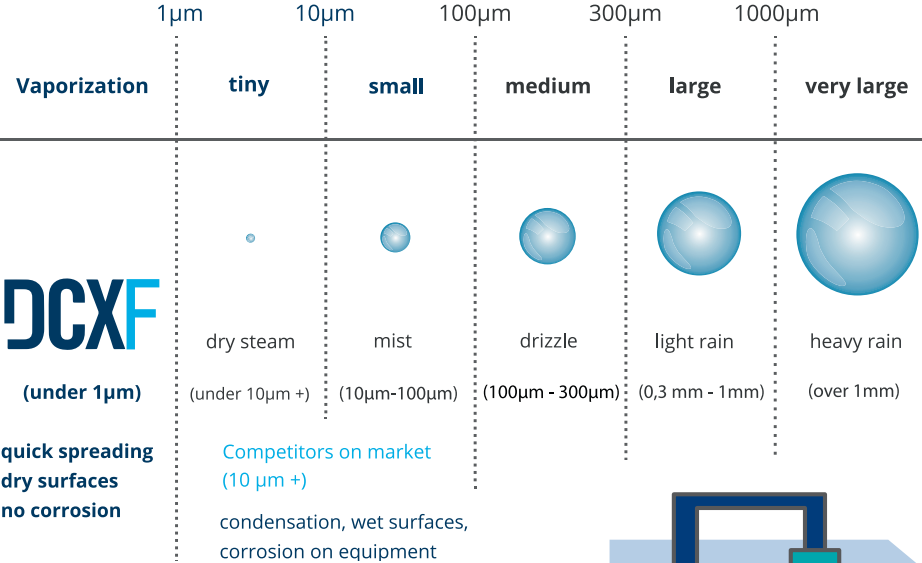 1µm 10µm 100µm 300µm 1000µm
Vaporization tiny small medium large very large
DCXF
dry steam mist drizzle light rain heavy rain
(under 1µm) (under 10µm +) (10µm-100µm) (100µm - 300µm) (0,3 mm - 1mm) (over 1mm)
quick spreading
dry surfaces
no corrosion
Competitors on market
(10 µm +)
condensation, wet surfaces,
corrosion on equipment